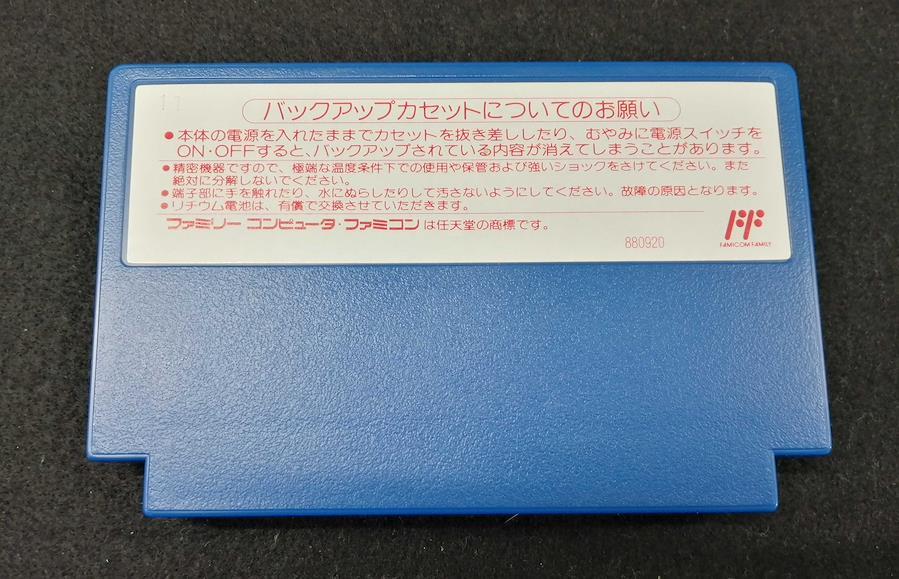 11
バックアップカセットについてのお願い
●本体の電源を入れたままでカセットを抜き差ししたり、むやみに電源スイッチを
ON・OFFすると、バックアップされている内容が消えてしまうことがあります。
●精密機器ですので、極端な温度条件下での使用や保管および強いショックをさけてください。また
絶対に分解しないでください。
●端子部に手を触れたり、水にぬらしたりして汚さないようにしてください。故障の原因となります。
●リチウム電池は、有償で交換させていただきます。
ファミリー コンピュータ・ファミコンは任天堂の商標です。
880920
FAMICOM FAMILY